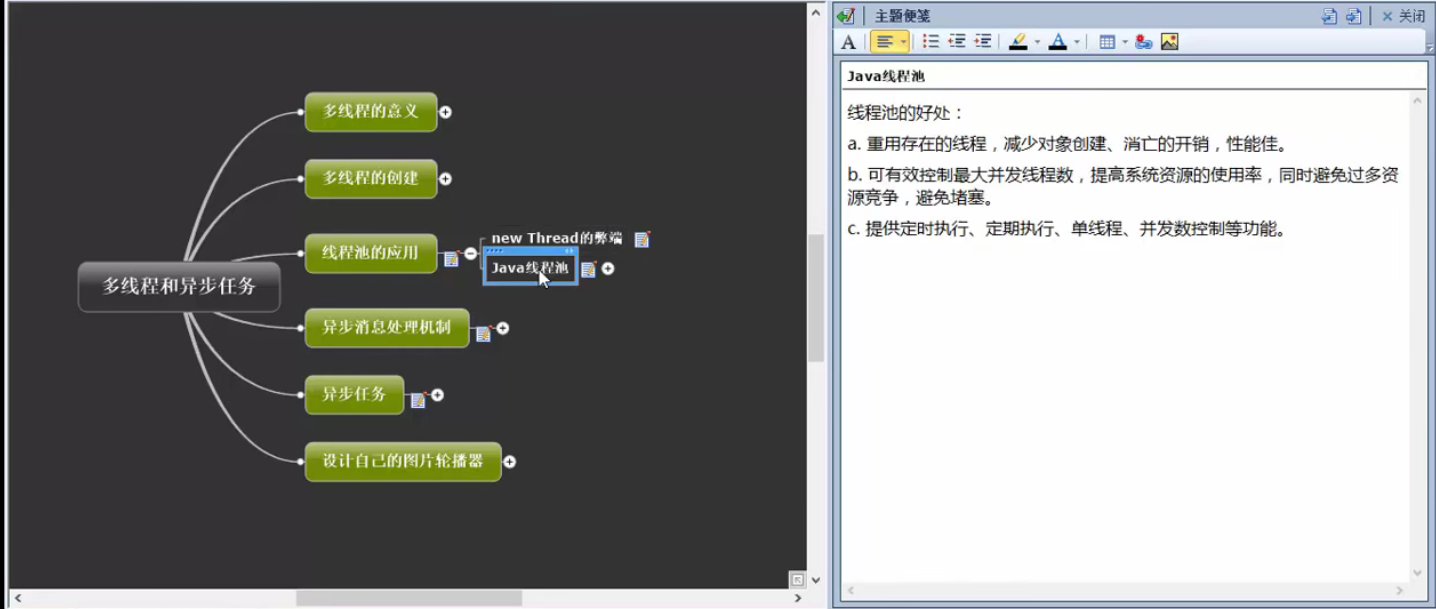 多线程的意义
多线程的创建
线程池的应用
new Thread的弊端
Java线程池
多线程和异步任务
异步消息处理机制
异步任务
设计自己的图片轮播器
主题便笺
关闭
Java线程池
线程池的好处：
a. 重用存在的线程，减少对象创建、消亡的开销，性能佳。
b. 可有效控制最大并发线程数，提高系统资源的使用率，同时避免过多资
源竞争，避免堵塞。
c. 提供定时执行、定期执行、单线程、并发数控制等功能。